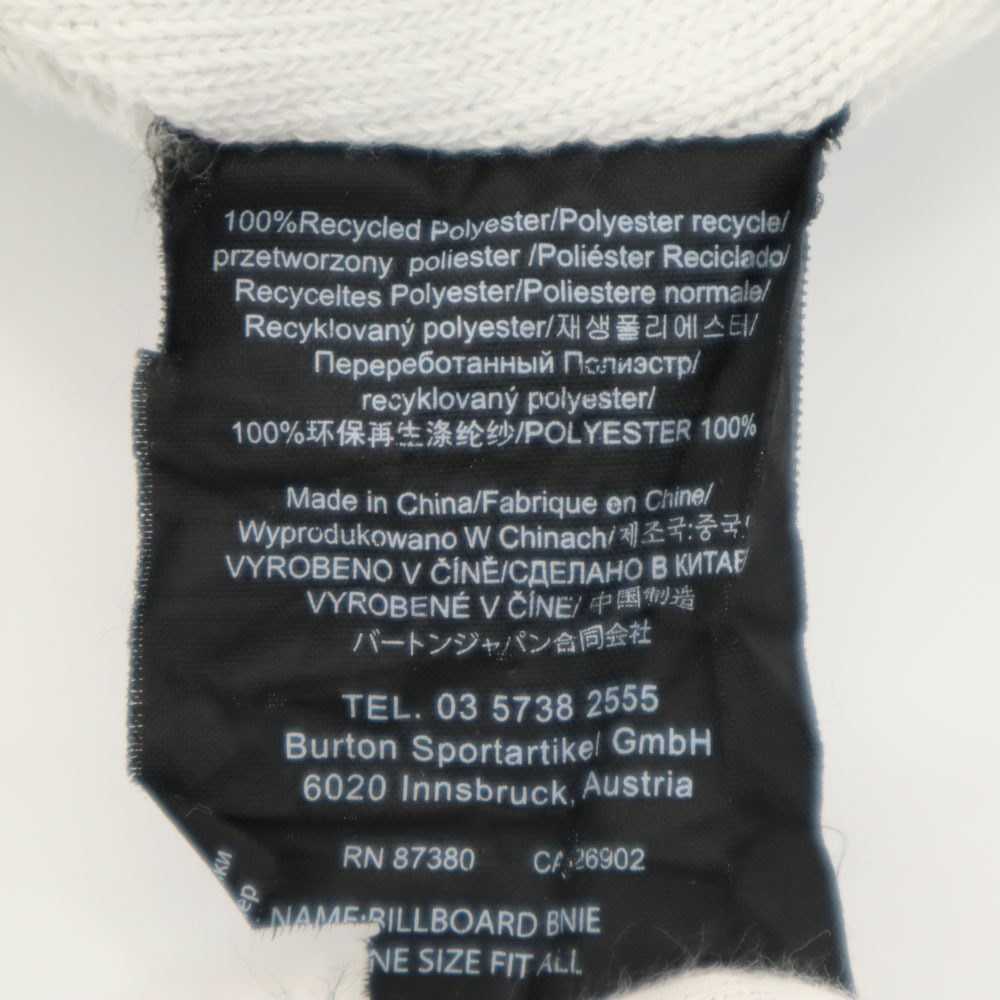 100%Recycled Polyester/Polyester recycle/
przetworzony poliester /Poliéster Reciclado/
Recyceltes Polyester/Poliestere normale/
Recyklovaný polyester/재생폴리에스터/
Перереботанный Полиэстр/
recyklovaný polyester/
100%环保再生涤纶纱/POLYESTER 100%
Made in China/Fabrique en Chine/
Wyprodukowano W Chinach/제조국:중국
VYROBENO V ČÍNĚ/СДЕЛАНО В КИТАЕ
VYROBENÉ V ČÍNE/ 中国制造
バートンジャパン合同会社
TEL. 03 5738 2555
Burton Sportartikel GmbH
6020 Innsbruck, Austria
RN 87380 CA 26902
NAME:BILLBOARD BNIE
NE SIZE FIT ALL